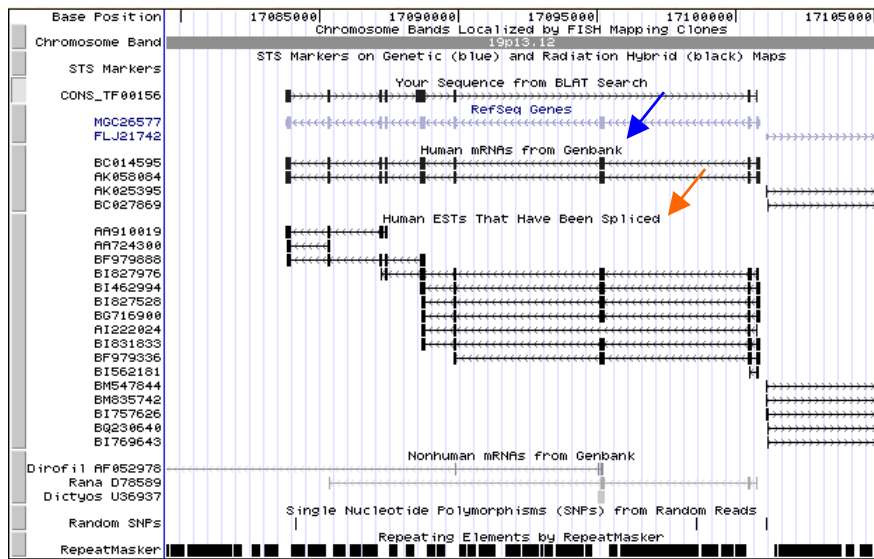 Base Position 17085000 17090000 17095000 17100000 17105000
Chromosome Bands Localized by FISH Mapping Clones
Chromosome Band 19p13.12
STS Markers on Genetic (blue) and Radiation Hybrid (black) Maps
STS Markers
Your Sequence from BLAT Search
CONS_TF00156
RefSeq Genes
MGC26577
FLJ21742
Human mRNAs from Genbank
BC014595
AK058084
AK025395
BC027869
Human ESTs That Have Been Spliced
AA910019
AA724300
BF979888
BI827976
BI462994
BI827528
BG716900
AI222024
BI831833
BF979336
BI562181
BM547844
BM835742
BI757626
BQ230640
BI769643
Nonhuman mRNAs from Genbank
Dirofil AF052978
Rana D78589
Dictyos U36937
Single Nucleotide Polymorphisms (SNPs) from Random Reads
Random SNPs
Repeating Elements by RepeatMasker
RepeatMasker